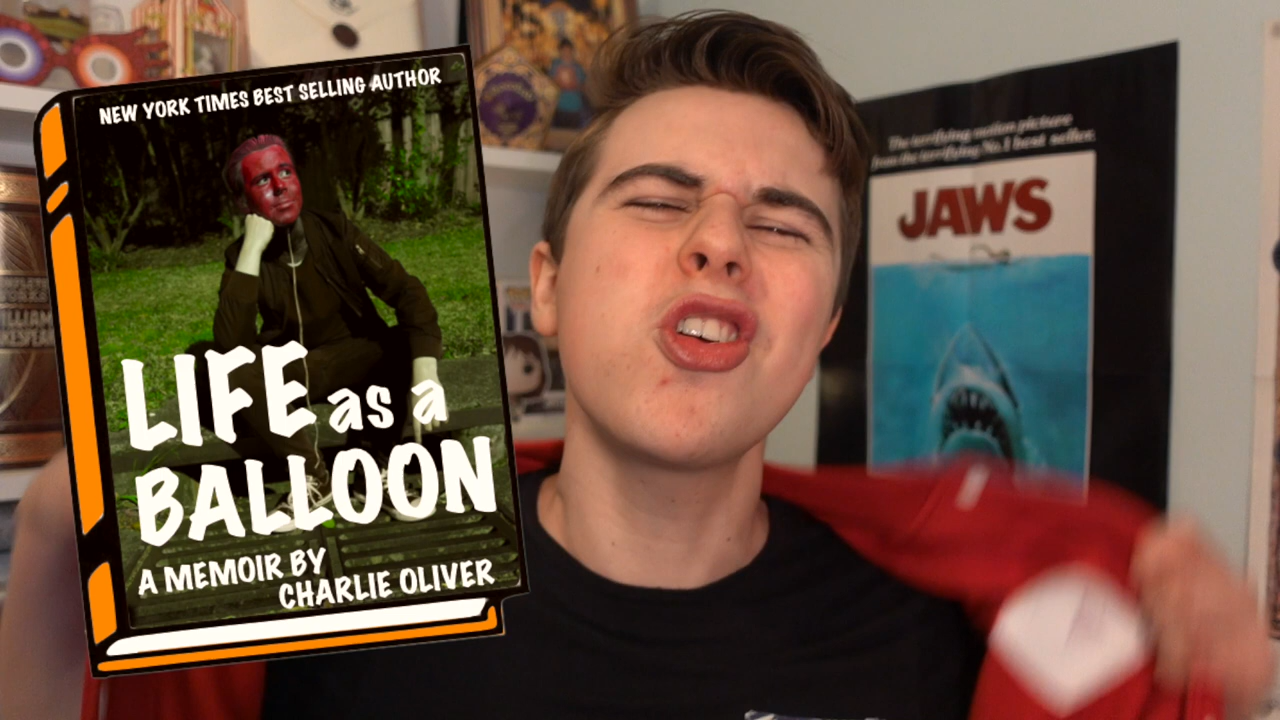 NEW YORK TIMES BEST SELLING AUTHOR
LIFE as a
BALLOON
A MEMOIR BY
CHARLIE OLIVER
The terrifying motion picture
from the terrifying No. 1 best seller.
JAWS